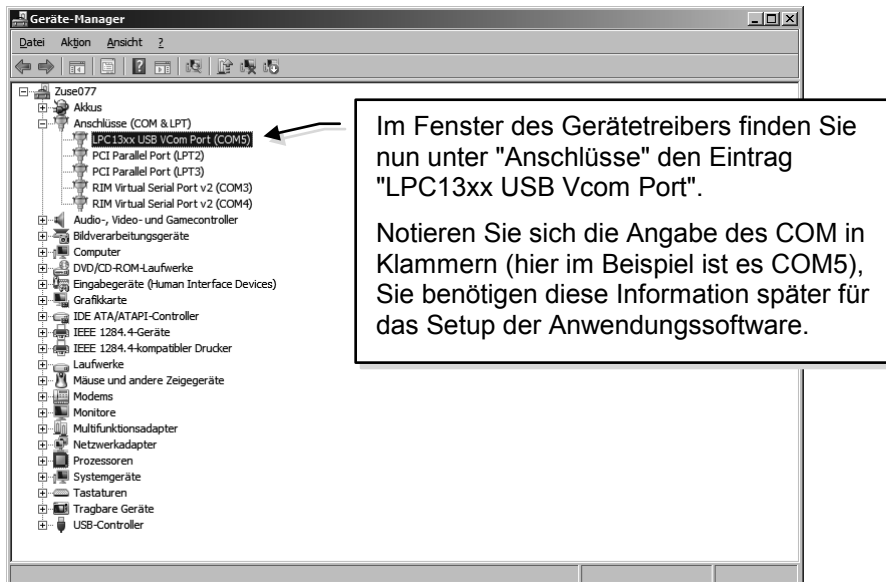 Geräte-Manager
Datei Aktion Ansicht ?
Zuse077
Akkus
Anschlüsse (COM & LPT)
LPC13xx USB VCom Port (COM5)
PCI Parallel Port (LPT2)
PCI Parallel Port (LPT3)
RIM Virtual Serial Port v2 (COM3)
RIM Virtual Serial Port v2 (COM4)
Audio-, Video- und Gamecontroller
Bildverarbeitungsgeräte
Computer
DVD/CD-ROM-Laufwerke
Eingabegeräte (Human Interface Devices)
Grafikkarte
IDE ATA/ATAPI-Controller
IEEE 1284.4-Geräte
IEEE 1284.4-kompatibler Drucker
Laufwerke
Mäuse und andere Zeigegeräte
Modems
Monitore
Multifunktionsadapter
Netzwerkadapter
Prozessoren
Systemgeräte
Tastaturen
Tragbare Geräte
USB-Controller
Im Fenster des Gerätetreibers finden Sie
nun unter "Anschlüsse" den Eintrag
"LPC13xx USB Vcom Port".
Notieren Sie sich die Angabe des COM in
Klammern (hier im Beispiel ist es COM5),
Sie benötigen diese Information später für
das Setup der Anwendungssoftware.